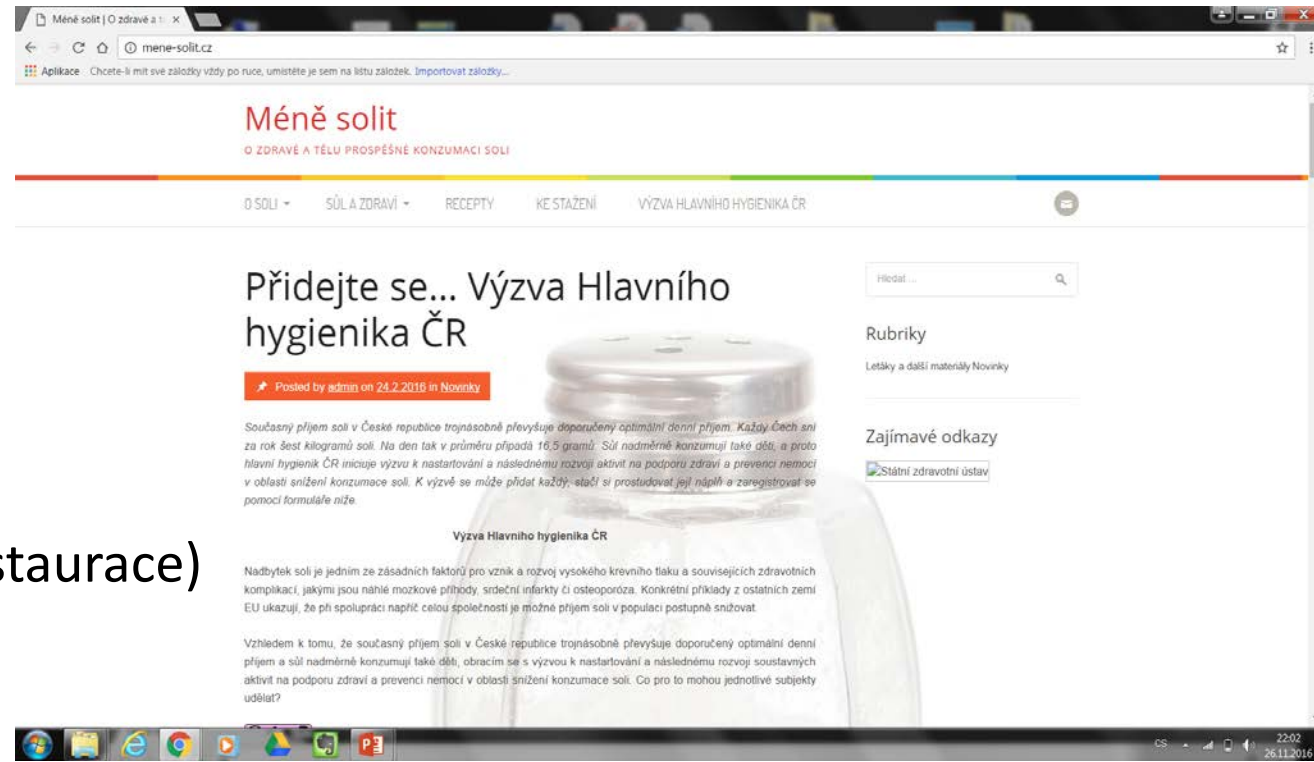 Méně solit | O zdravé a t
mene-solit.cz
Aplikace Chcete-li mít své záložky vždy po ruce, umístěte je sem na lištu záložek. Importovat záložky...
Méně solit
O ZDRAVÉ A TĚLU PROSPĚŠNÉ KONZUMACI SOLI
O SOLI SŮL A ZDRAVÍ RECEPTY KE STAŽENÍ VÝZVA HLAVNÍHO HYGIENIKA ČR
Přidejte se... Výzva Hlavního
hygienika ČR
Posted by admin on 24.2.2016 in Novinky
Současný příjem soli v České republice trojnásobně převyšuje doporučený optimální denní příjem. Každý Čech sní
za rok šest kilogramů soli. Na den tak v průměru připadá 16,5 gramů. Sůl nadměrně konzumují také děti, a proto
hlavní hygienik ČR iniciuje výzvu k nastartování a následnému rozvoji aktivit na podporu zdraví a prevenci nemocí
v oblasti snížení konzumace soli. K výzvě se může přidat každý, stačí si prostudovat její náplň a zaregistrovat se
pomocí formuláře níže.
Výzva Hlavního hygienika ČR
Nadbytek soli je jedním ze zásadních faktorů pro vznik a rozvoj vysokého krevního tlaku a souvisejících zdravotních
komplikací, jakými jsou náhlé mozkové příhody, srdeční infarkty či osteoporóza. Konkrétní příklady z ostatních zemí
EU ukazují, že při spolupráci napříč celou společností je možné příjem soli v populaci postupně snižovat.
Vzhledem k tomu, že současný příjem soli v České republice trojnásobně převyšuje doporučený optimální denní
příjem a sůl nadměrně konzumují také děti, obracím se s výzvou k nastartování a následnému rozvoji soustavných
aktivit na podporu zdraví a prevenci nemocí v oblasti snížení konzumace soli. Co pro to mohou jednotlivé subjekty
udělat?
Hledat ...
Rubriky
Letáky a další materiály Novinky
Zajímavé odkazy
Státní zdravotní ústav
staurace)
CS
22:02
26.11.2016